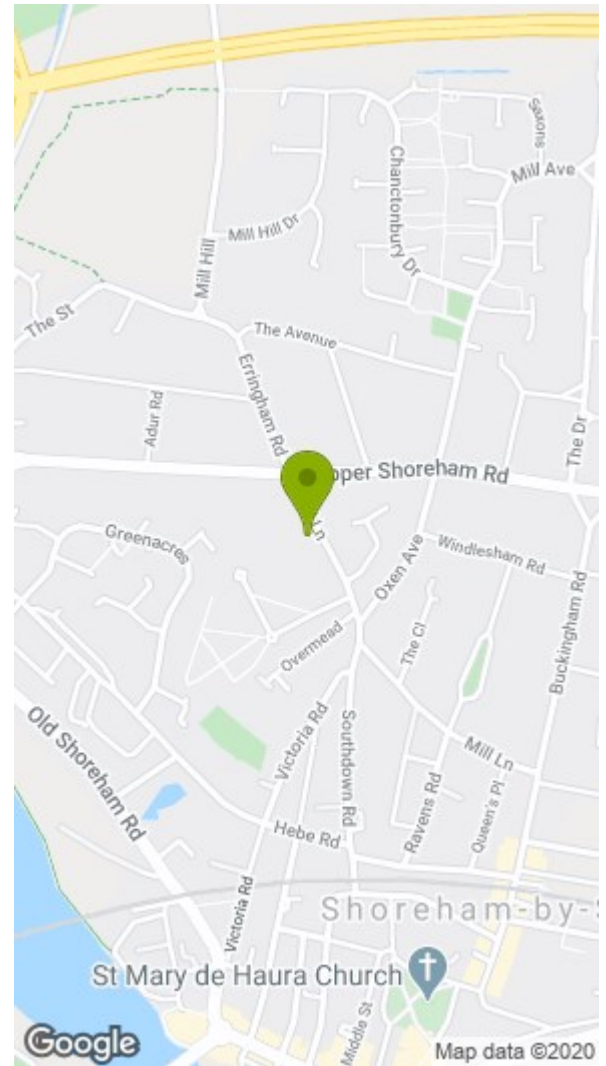 Saxons
Mill Ave
Chanctonbury Dr
Mill Hill Dr
Mill Hill
The St
The Avenue
Erringham Rd
Adur Rd
The Dr
pper Shoreham Rd
Ln
Greenacres
Oxen Ave
Windlesham Rd
Overmead
The Cl
Buckingham Rd
Old Shoreham Rd
Victoria Rd
Southdown Rd
Mill Ln
Ravens Rd
Queen's Pl
Hebe Rd
Victoria Rd
Shoreham-by-S
St Mary de Haura Church
Middle St
Google
Map data ©2020